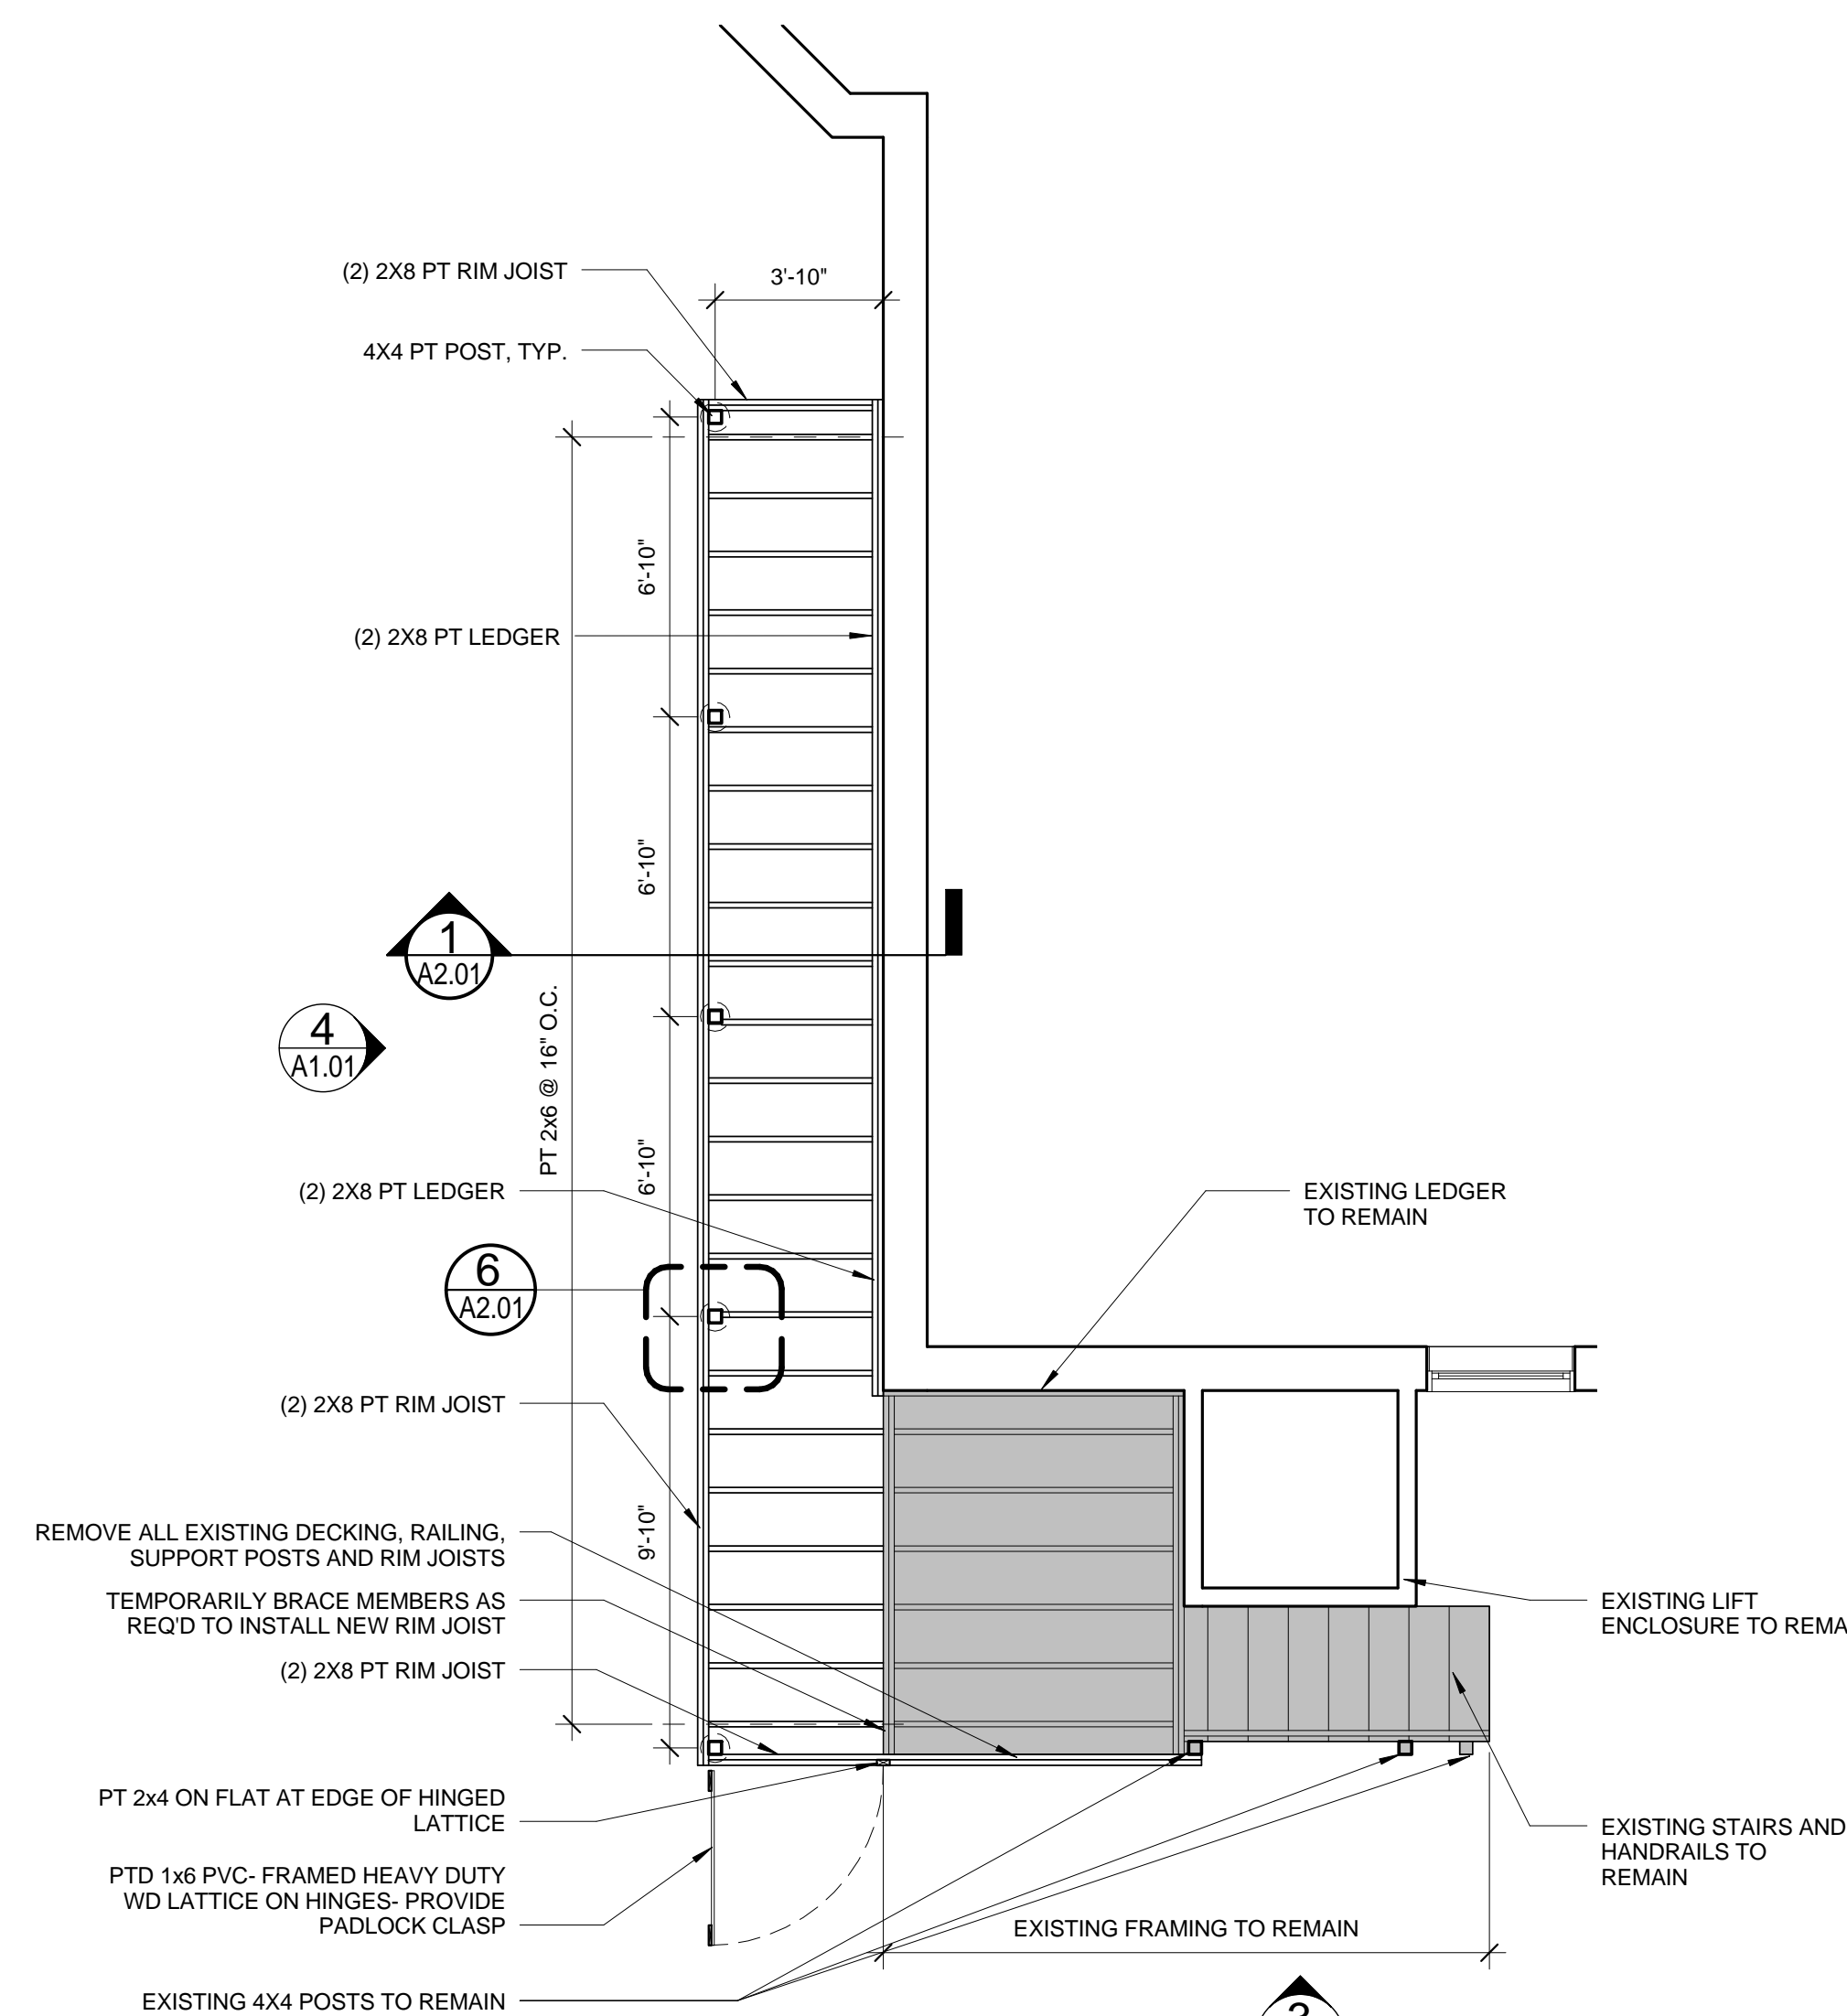 (2) 2X8 PT RIM JOIST
3'-10"
4X4 PT POST, TYP.
6'-10"
(2) 2X8 PT LEDGER
6'-10"
1
A2.01
4
A1.01
PT 2x6 @ 16" O.C.
6'-10"
(2) 2X8 PT LEDGER
EXISTING LEDGER
TO REMAIN
6
A2.01
(2) 2X8 PT RIM JOIST
9'-10"
REMOVE ALL EXISTING DECKING, RAILING,
SUPPORT POSTS AND RIM JOISTS
TEMPORARILY BRACE MEMBERS AS
REQ'D TO INSTALL NEW RIM JOIST
EXISTING LIFT
ENCLOSURE TO REMA
(2) 2X8 PT RIM JOIST
PT 2x4 ON FLAT AT EDGE OF HINGED
LATTICE
EXISTING STAIRS AND
HANDRAILS TO
REMAIN
PTD 1x6 PVC- FRAMED HEAVY DUTY
WD LATTICE ON HINGES- PROVIDE
PADLOCK CLASP
EXISTING FRAMING TO REMAIN
EXISTING 4X4 POSTS TO REMAIN
3